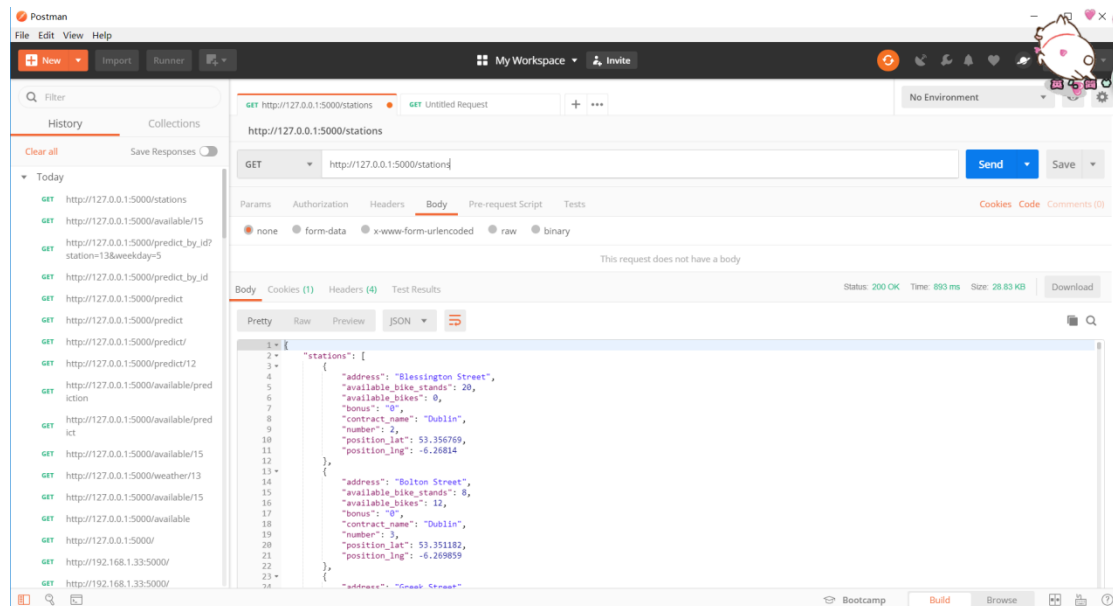 Postman
File Edit View Help
New Import Runner My Workspace Invite
Filter
History Collections
Clear all Save Responses
Today
GET http://127.0.0.1:5000/stations
GET http://127.0.0.1:5000/available/15
GET http://127.0.0.1:5000/predict_by_id?
station=13&weekday=5
GET http://127.0.0.1:5000/predict_by_id
GET http://127.0.0.1:5000/predict
GET http://127.0.0.1:5000/predict
GET http://127.0.0.1:5000/predict/
GET http://127.0.0.1:5000/predict/12
GET http://127.0.0.1:5000/available/pred
iction
GET http://127.0.0.1:5000/available/pred
ict
GET http://127.0.0.1:5000/available/15
GET http://127.0.0.1:5000/weather/13
GET http://127.0.0.1:5000/available/15
GET http://127.0.0.1:5000/available
GET http://127.0.0.1:5000/
GET http://192.168.1.33:5000/
GET http://192.168.1.33:5000/
GET http://127.0.0.1:5000/stations GET Untitled Request + No Environment
http://127.0.0.1:5000/stations
GET http://127.0.0.1:5000/stations Send Save
Params Authorization Headers Body Pre-request Script Tests Cookies Code Comments (0)
none form-data x-www-form-urlencoded raw binary
This request does not have a body
Body Cookies (1) Headers (4) Test Results Status: 200 OK Time: 893 ms Size: 28.83 KB Download
Pretty Raw Preview JSON
1 {
2 "stations": [
3 {
4 "address": "Blessington Street",
5 "available_bike_stands": 20,
6 "available_bikes": 0,
7 "bonus": "0",
8 "contract_name": "Dublin",
9 "number": 2,
10 "position_lat": 53.356769,
11 "position_lng": -6.26814
12 },
13 {
14 "address": "Bolton Street",
15 "available_bike_stands": 8,
16 "available_bikes": 12,
17 "bonus": "0",
18 "contract_name": "Dublin",
19 "number": 3,
20 "position_lat": 53.351182,
21 "position_lng": -6.269859
22 },
23 {
24 "address": "Greek Street"
Bootcamp Build Browse